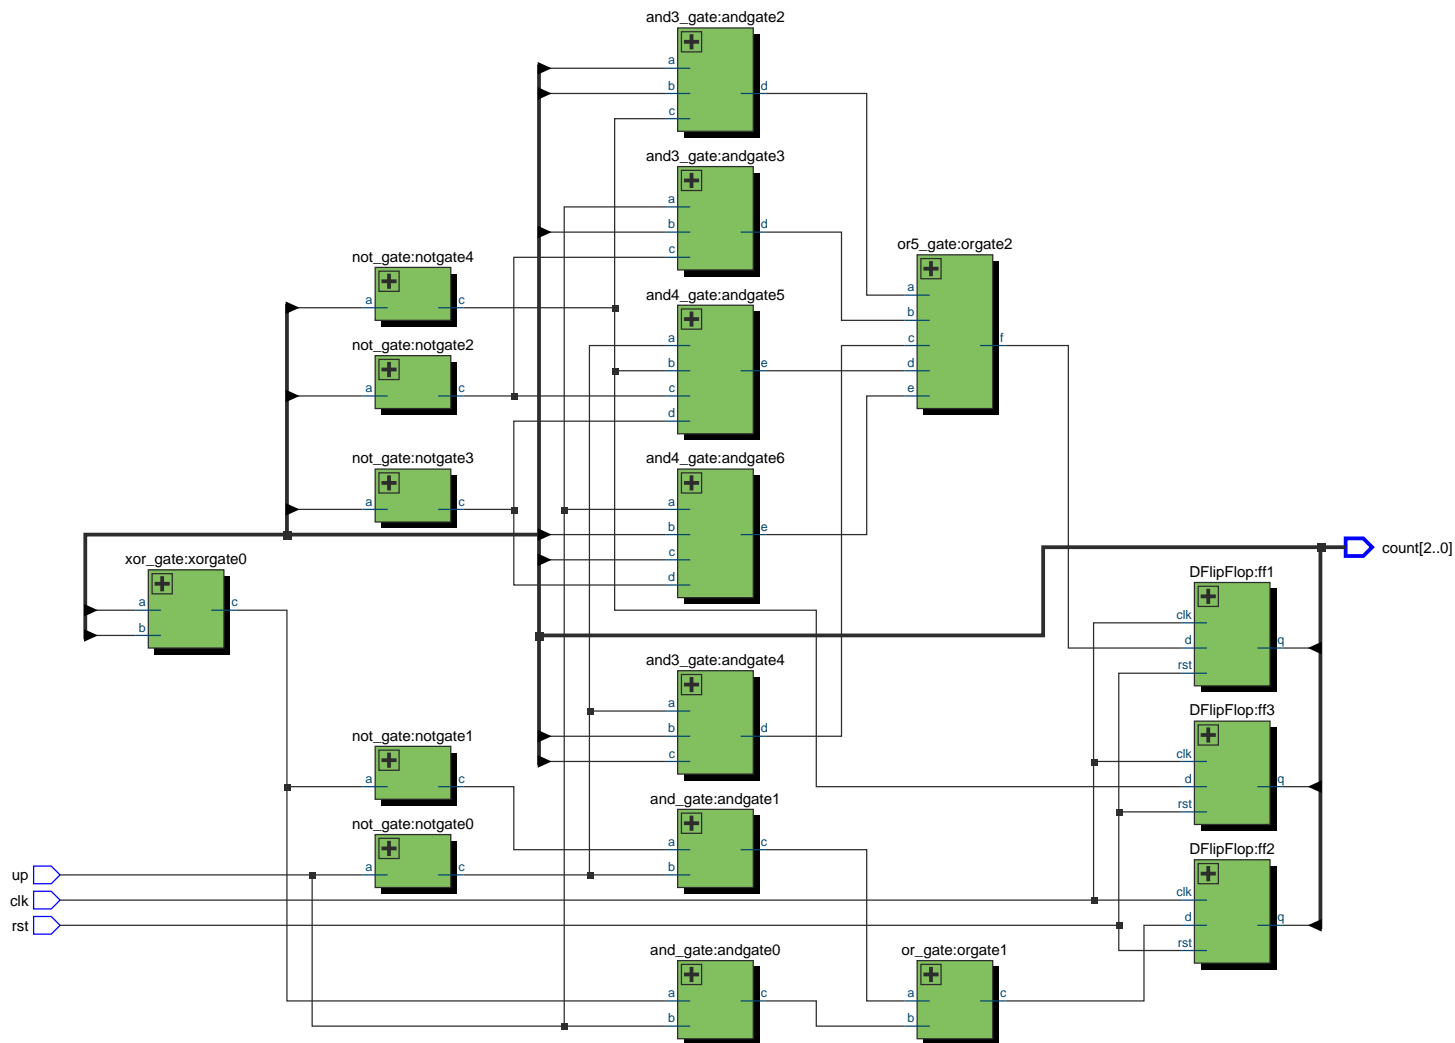 and3_gate:andgate2
a
b
c
d
and3_gate:andgate3
a
b
c
d
or5_gate:orgate2
a
b
c
d
e
f
not_gate:notgate4
a
c
and4_gate:andgate5
a
b
c
d
e
not_gate:notgate2
a
c
not_gate:notgate3
a
c
and4_gate:andgate6
a
b
c
d
e
xor_gate:xorgate0
a
b
c
count[2..0]
DFlipFlop:ff1
clk
d
rst
q
and3_gate:andgate4
a
b
c
d
DFlipFlop:ff3
clk
d
rst
q
not_gate:notgate1
a
c
and_gate:andgate1
a
b
c
not_gate:notgate0
a
c
DFlipFlop:ff2
clk
d
rst
q
up
clk
rst
and_gate:andgate0
a
b
c
or_gate:orgate1
a
b
c